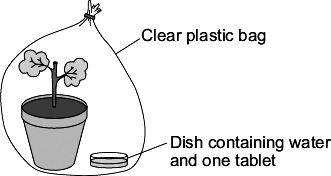 Clear plastic bag
Dish containing water
and one tablet